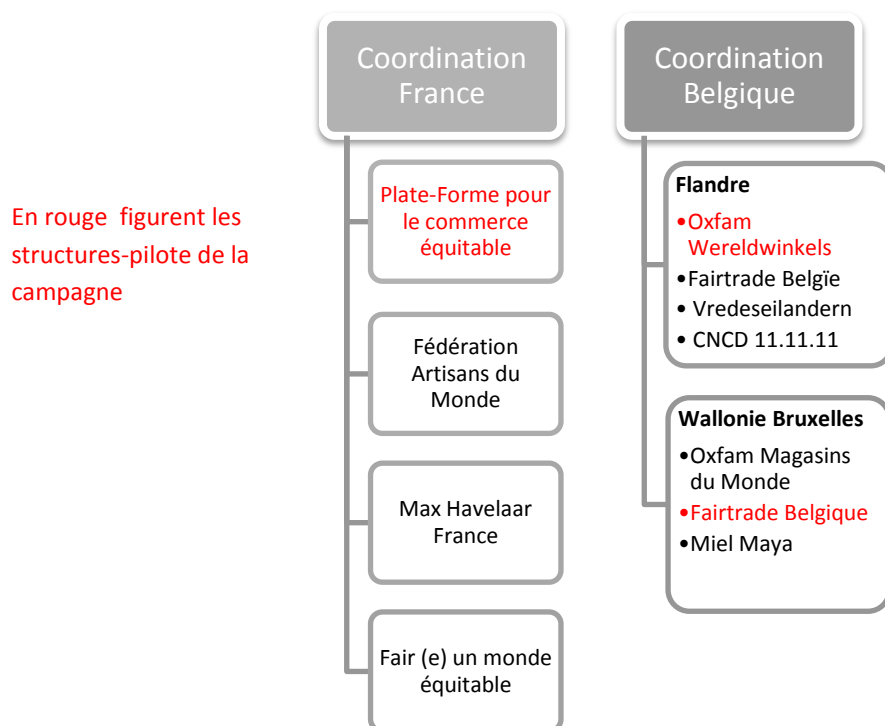 En rouge figurent les
structures-pilote de la
campagne
Coordination
France
Plate-Forme pour
le commerce
équitable
Fédération
Artisans du
Monde
Max Havelaar
France
Fair (e) un monde
équitable
Coordination
Belgique
Flandre
•Oxfam
Wereldwinkels
•Fairtrade Belgïe
• Vredeseilandern
• CNCD 11.11.11
Wallonie Bruxelles
•Oxfam Magasins
du Monde
•Fairtrade Belgique
•Miel Maya